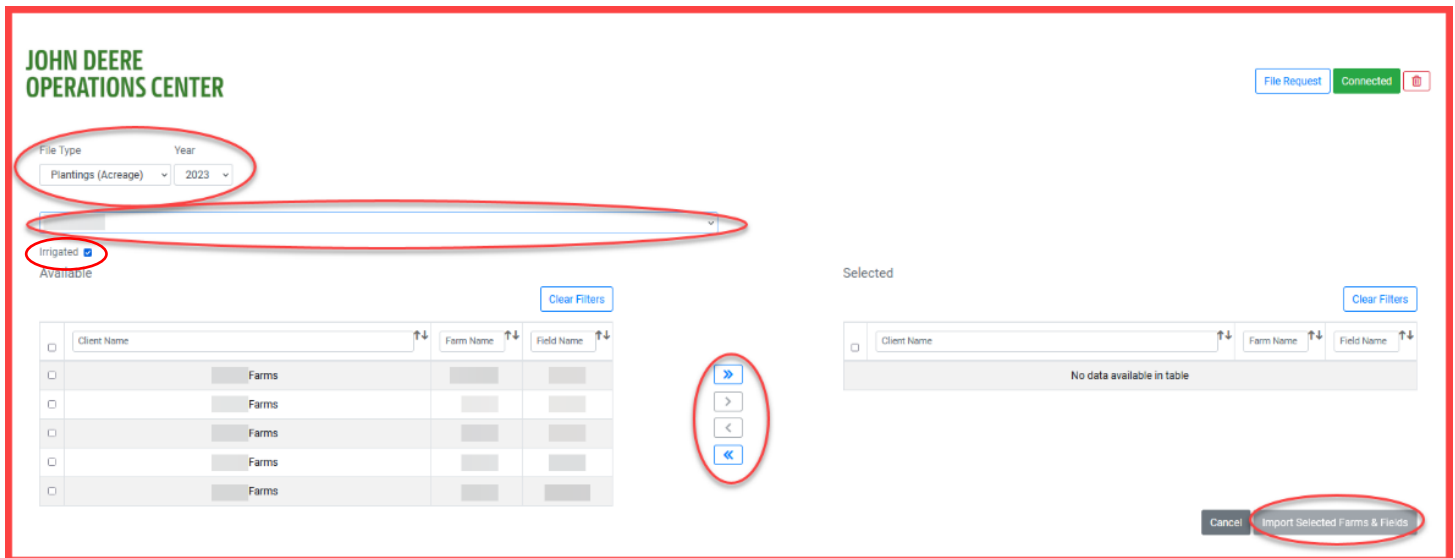 JOHN DEERE
OPERATIONS CENTER
File Request
Connected
File Type
Year
Plantings (Acreage)
2023
Irrigated
Available
Clear Filters
Client Name
Farm Name
Field Name
Farms
Farms
Farms
Farms
Farms
Selected
Clear Filters
Client Name
Farm Name
Field Name
No data available in table
Cancel
Import Selected Farms & Fields